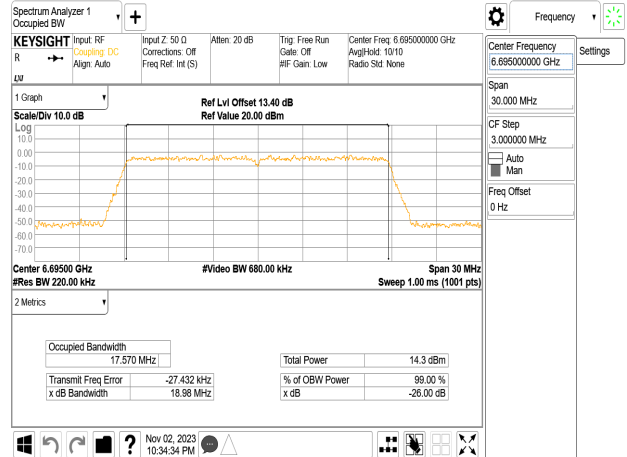 Spectrum Analyzer 1
Occupied BW
Frequency
KEYSIGHT
R
Input: RF
Coupling: DC
Align: Auto
Input Z: 50 Ω
Corrections: Off
Freq Ref: Int (S)
Atten: 20 dB
Trig: Free Run
Gate: Off
#IF Gain: Low
Center Freq: 6.695000000 GHz
Avg|Hold: 10/10
Radio Std: None
Center Frequency
6.695000000 GHz
Settings
Span
30.000 MHz
CF Step
3.000000 MHz
Auto
Man
Freq Offset
0 Hz
1 Graph
Scale/Div 10.0 dB
Ref Lvl Offset 13.40 dB
Ref Value 20.00 dBm
Log
10.0
0.00
-10.0
-20.0
-30.0
-40.0
-50.0
-60.0
-70.0
Center 6.69500 GHz
#Res BW 220.00 kHz
#Video BW 680.00 kHz
Span 30 MHz
Sweep 1.00 ms (1001 pts)
2 Metrics
Occupied Bandwidth
17.570 MHz
Total Power 14.3 dBm
Transmit Freq Error -27.432 kHz
x dB Bandwidth 18.98 MHz
% of OBW Power 99.00 %
x dB -26.00 dB
Nov 02, 2023
10:34:34 PM